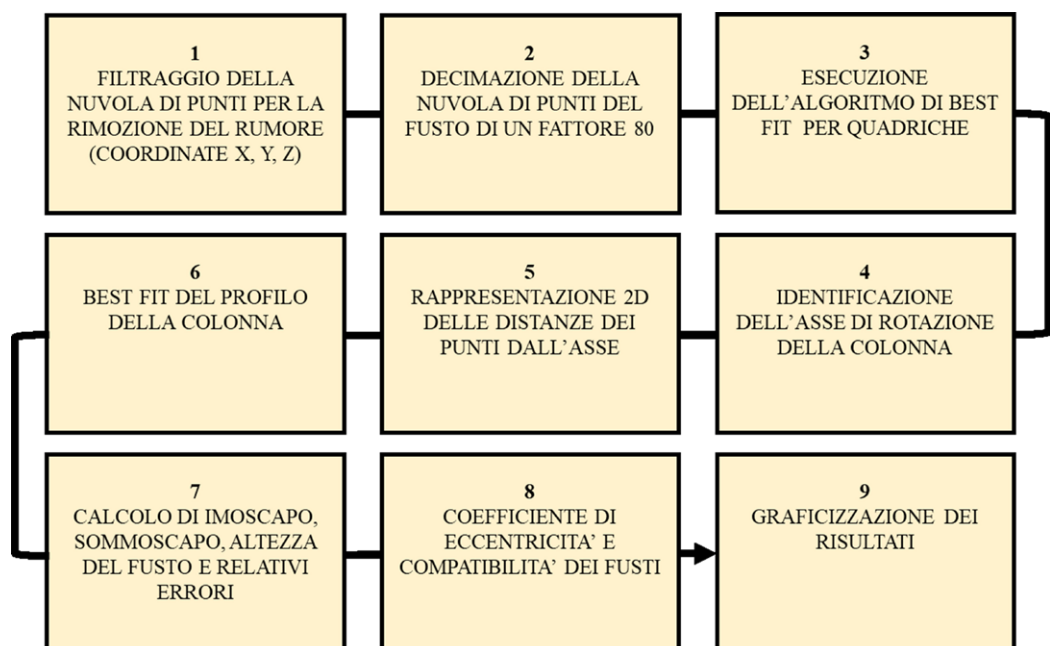 1
FILTRAGGIO DELLA
NUVOLA DI PUNTI PER LA
RIMOZIONE DEL RUMORE
(COORDINATE X, Y, Z)
2
DECIMAZIONE DELLA
NUVOLA DI PUNTI DEL
FUSTO DI UN FATTORE 80
3
ESECUZIONE
DELL'ALGORITMO DI BEST
FIT PER QUADRICHE
4
IDENTIFICAZIONE
DELL'ASSE DI ROTAZIONE
DELLA COLONNA
5
RAPPRESENTAZIONE 2D
DELLE DISTANZE DEI
PUNTI DALL'ASSE
6
BEST FIT DEL PROFILO
DELLA COLONNA
7
CALCOLO DI IMOSCAPO,
SOMMOSCAPO, ALTEZZA
DEL FUSTO E RELATIVI
ERRORI
8
COEFFICIENTE DI
ECCENTRICITA' E
COMPATIBILITA' DEI FUSTI
9
GRAFICIZZAZIONE DEI
RISULTATI